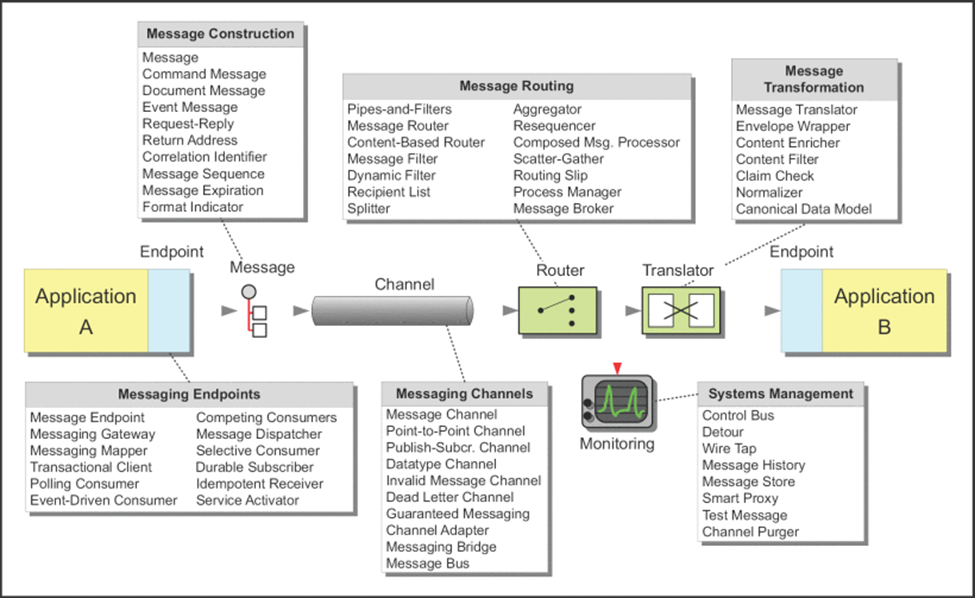 Message Construction
Message
Command Message
Document Message
Event Message
Request-Reply
Return Address
Correlation Identifier
Message Sequence
Message Expiration
Format Indicator
Message Routing
Pipes-and-Filters
Message Router
Content-Based Router
Message Filter
Dynamic Filter
Recipient List
Splitter
Aggregator
Resequencer
Composed Msg. Processor
Scatter-Gather
Routing Slip
Process Manager
Message Broker
Message
Transformation
Message Translator
Envelope Wrapper
Content Enricher
Content Filter
Claim Check
Normalizer
Canonical Data Model
Endpoint
Application
A
Message
Channel
Router
Translator
Endpoint
Application
B
Messaging Endpoints
Message Endpoint
Messaging Gateway
Messaging Mapper
Transactional Client
Polling Consumer
Event-Driven Consumer
Competing Consumers
Message Dispatcher
Selective Consumer
Durable Subscriber
Idempotent Receiver
Service Activator
Messaging Channels
Message Channel
Point-to-Point Channel
Publish-Subcr. Channel
Datatype Channel
Invalid Message Channel
Dead Letter Channel
Guaranteed Messaging
Channel Adapter
Messaging Bridge
Message Bus
Monitoring
Systems Management
Control Bus
Detour
Wire Tap
Message History
Message Store
Smart Proxy
Test Message
Channel Purger